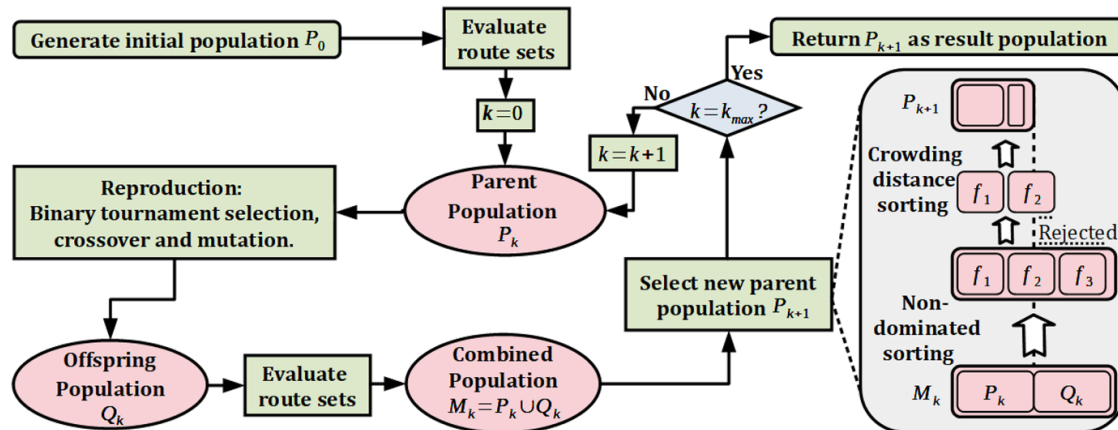 Generate initial population P₀
Evaluate
route sets
k=0
Return Pₖ₊₁ as result population
Yes
No
k=kₘₐₓ?
k=k+1
Parent
Population
Pₖ
Reproduction:
Binary tournament selection,
crossover and mutation.
Offspring
Population
Qₖ
Evaluate
route sets
Combined
Population
Mₖ=Pₖ∪Qₖ
Select new parent
population Pₖ₊₁
Pₖ₊₁
Crowding
distance
sorting
f₁ f₂
Rejected
f₁ f₂ f₃
Non-
dominated
sorting
Mₖ Pₖ Qₖ